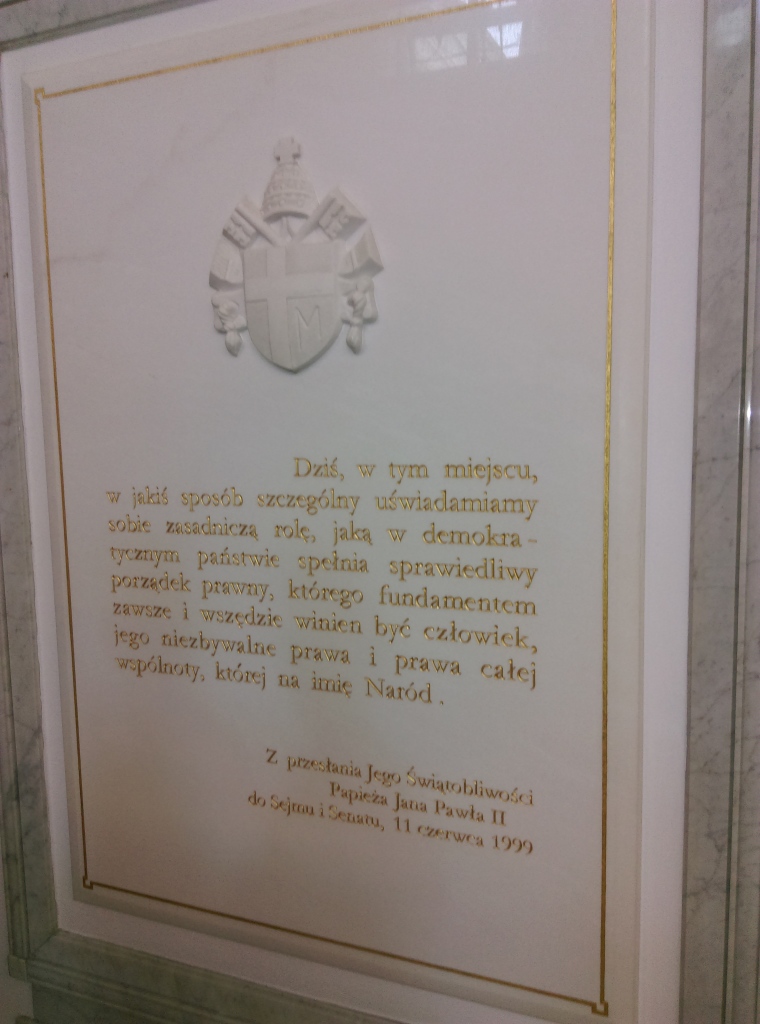 M
Dziś, w tym miejscu,
w jakiś sposób szczególny uświadamiamy
sobie zasadniczą rolę, jaką w demokra-
tycznym państwie spełnia sprawiedliwy
porządek prawny, którego fundamentem
zawsze i wszędzie winien być człowiek,
jego niezbywalne prawa i prawa całej
wspólnoty, której na imię Naród.
Z przesłania Jego Świątobliwości
Papieża Jana Pawła II
do Sejmu i Senatu, 11 czerwca 1999